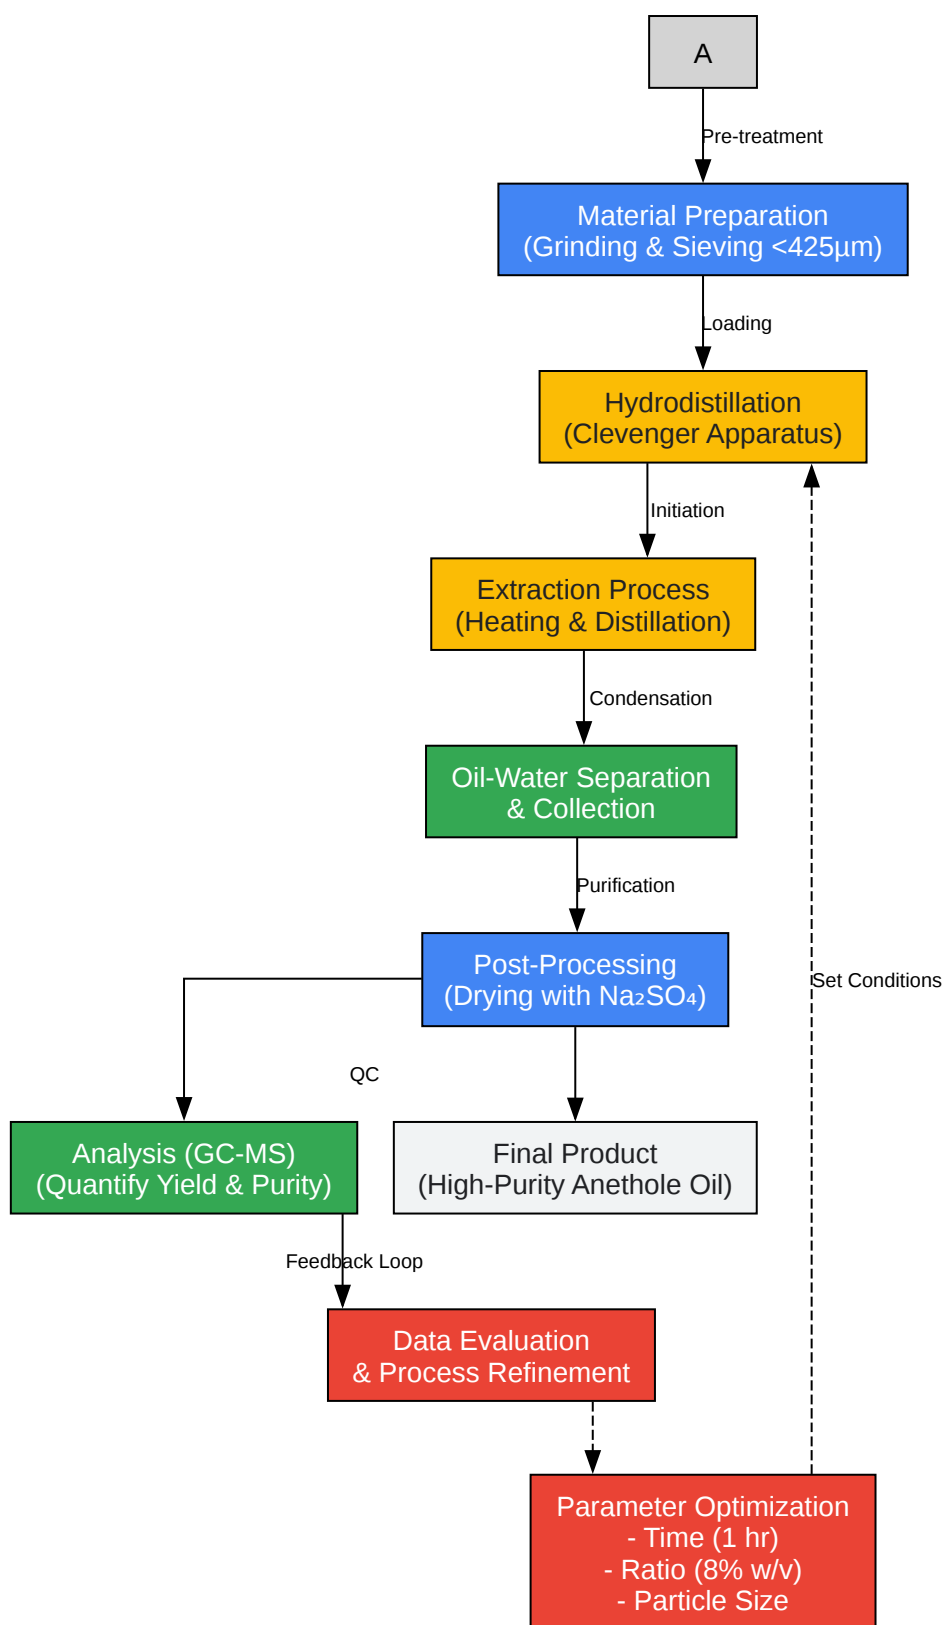 A
Pre-treatment
Material Preparation
(Grinding & Sieving <425µm)
Loading
Hydrodistillation
(Clevenger Apparatus)
Initiation
Extraction Process
(Heating & Distillation)
Condensation
Oil-Water Separation
& Collection
Purification
Post-Processing
(Drying with Na₂SO₄)
Set Conditions
QC
Analysis (GC-MS)
(Quantify Yield & Purity)
Final Product
(High-Purity Anethole Oil)
Feedback Loop
Data Evaluation
& Process Refinement
Parameter Optimization
- Time (1 hr)
- Ratio (8% w/v)
- Particle Size